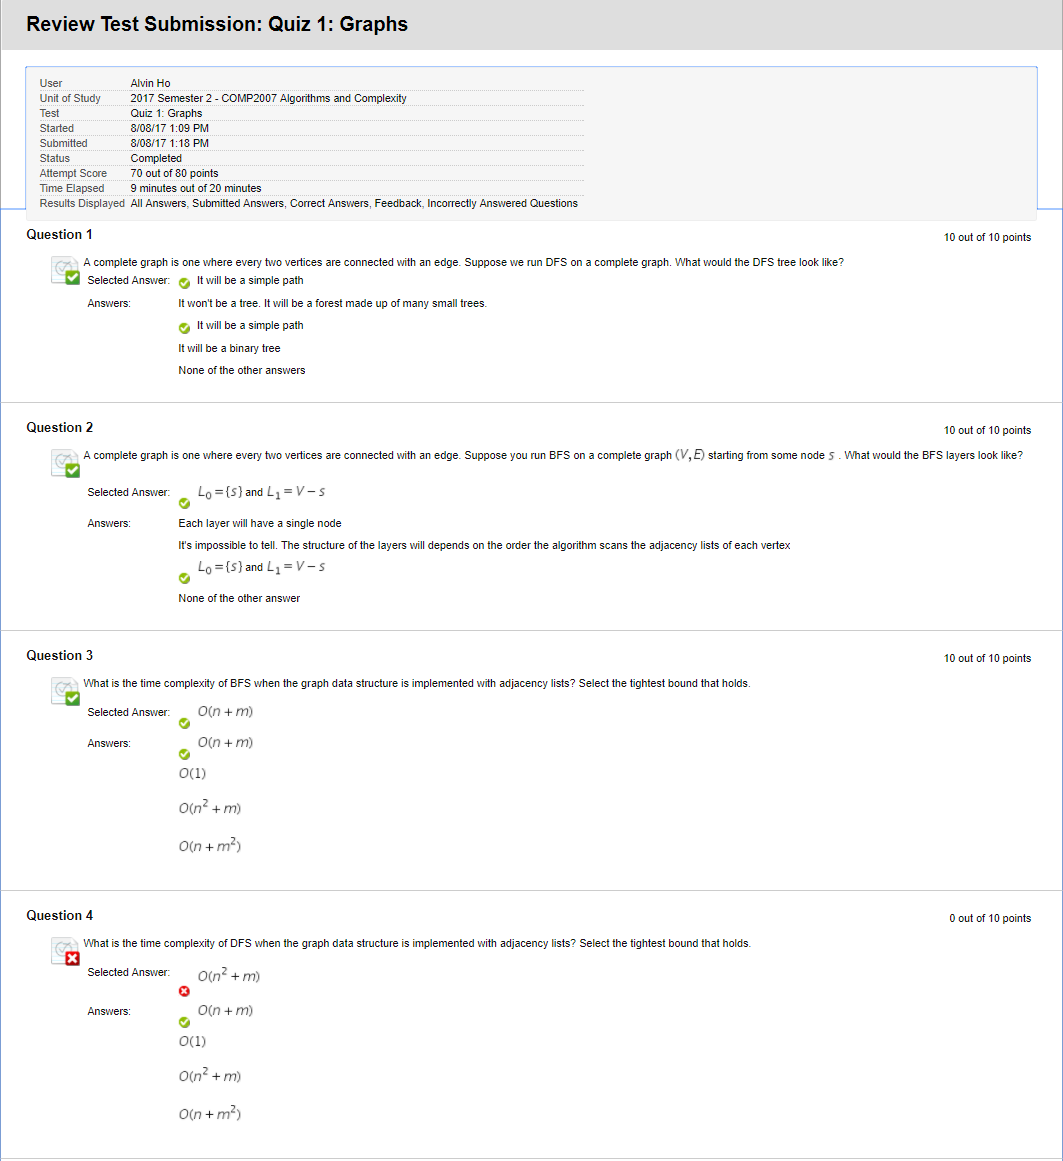 Review Test Submission: Quiz 1: Graphs
User Alvin Ho
Unit of Study 2017 Semester 2 - COMP2007 Algorithms and Complexity
Test Quiz 1: Graphs
Started 8/08/17 1:09 PM
Submitted 8/08/17 1:18 PM
Status Completed
Attempt Score 70 out of 80 points
Time Elapsed 9 minutes out of 20 minutes
Results Displayed All Answers, Submitted Answers, Correct Answers, Feedback, Incorrectly Answered Questions
Question 1 10 out of 10 points
A complete graph is one where every two vertices are connected with an edge. Suppose we run DFS on a complete graph. What would the DFS tree look like?
Selected Answer: It will be a simple path
Answers: It won't be a tree. It will be a forest made up of many small trees.
It will be a simple path
It will be a binary tree
None of the other answers
Question 2 10 out of 10 points
A complete graph is one where every two vertices are connected with an edge. Suppose you run BFS on a complete graph (V, E) starting from some node s . What would the BFS layers look like?
Selected Answer: L₀ = {s} and L₁ = V − s
Answers: Each layer will have a single node
It's impossible to tell. The structure of the layers will depends on the order the algorithm scans the adjacency lists of each vertex
L₀ = {s} and L₁ = V − s
None of the other answer
Question 3 10 out of 10 points
What is the time complexity of BFS when the graph data structure is implemented with adjacency lists? Select the tightest bound that holds.
Selected Answer: O(n + m)
Answers: O(n + m)
O(1)
O(n² + m)
O(n + m²)
Question 4 0 out of 10 points
What is the time complexity of DFS when the graph data structure is implemented with adjacency lists? Select the tightest bound that holds.
Selected Answer: O(n² + m)
Answers: O(n + m)
O(1)
O(n² + m)
O(n + m²)